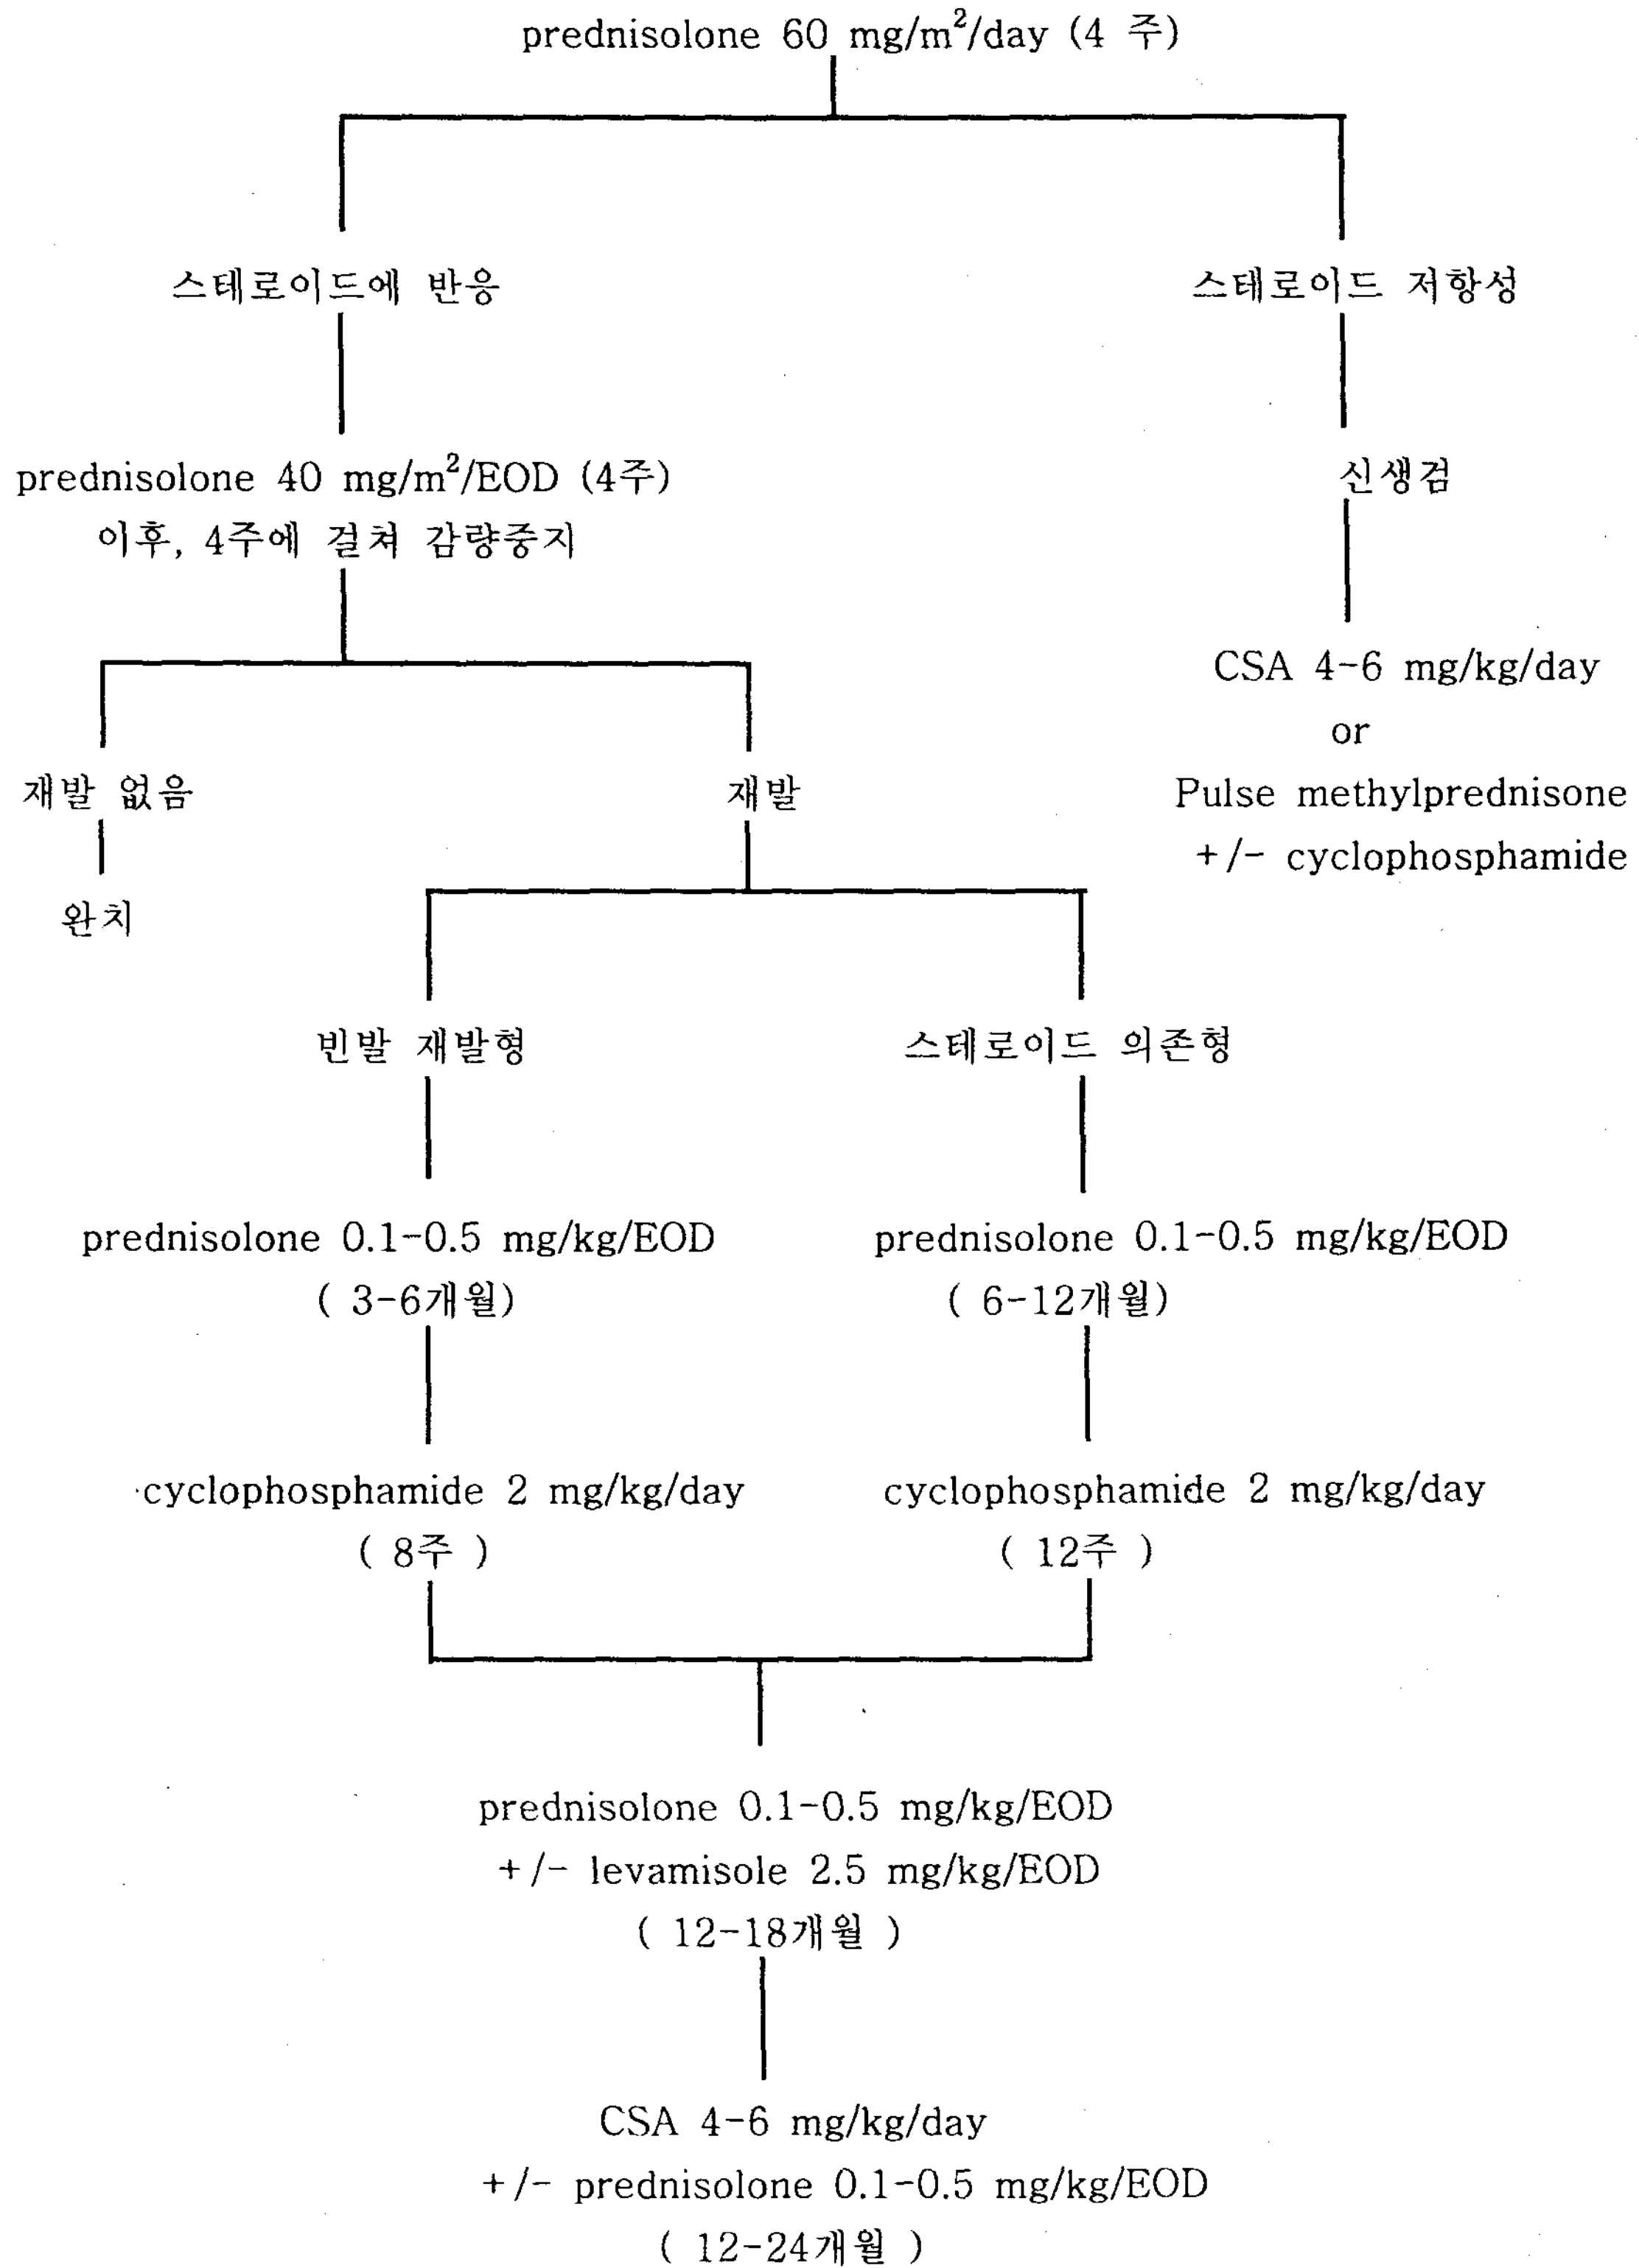 prednisolone 60 mg/m²/day (4 주)
스테로이드에 반응
스테로이드 저항성
prednisolone 40 mg/m²/EOD (4주)
이후, 4주에 걸쳐 감량중지
신생검
CSA 4-6 mg/kg/day
or
Pulse methylprednisone
+/- cyclophosphamide
재발 없음
재발
완치
빈발 재발형
스테로이드 의존형
prednisolone 0.1-0.5 mg/kg/EOD
( 3-6개월)
prednisolone 0.1-0.5 mg/kg/EOD
( 6-12개월)
cyclophosphamide 2 mg/kg/day
( 8주 )
cyclophosphamide 2 mg/kg/day
( 12주 )
prednisolone 0.1-0.5 mg/kg/EOD
+/- levamisole 2.5 mg/kg/EOD
( 12-18개월 )
CSA 4-6 mg/kg/day
+/- prednisolone 0.1-0.5 mg/kg/EOD
( 12-24개월 )